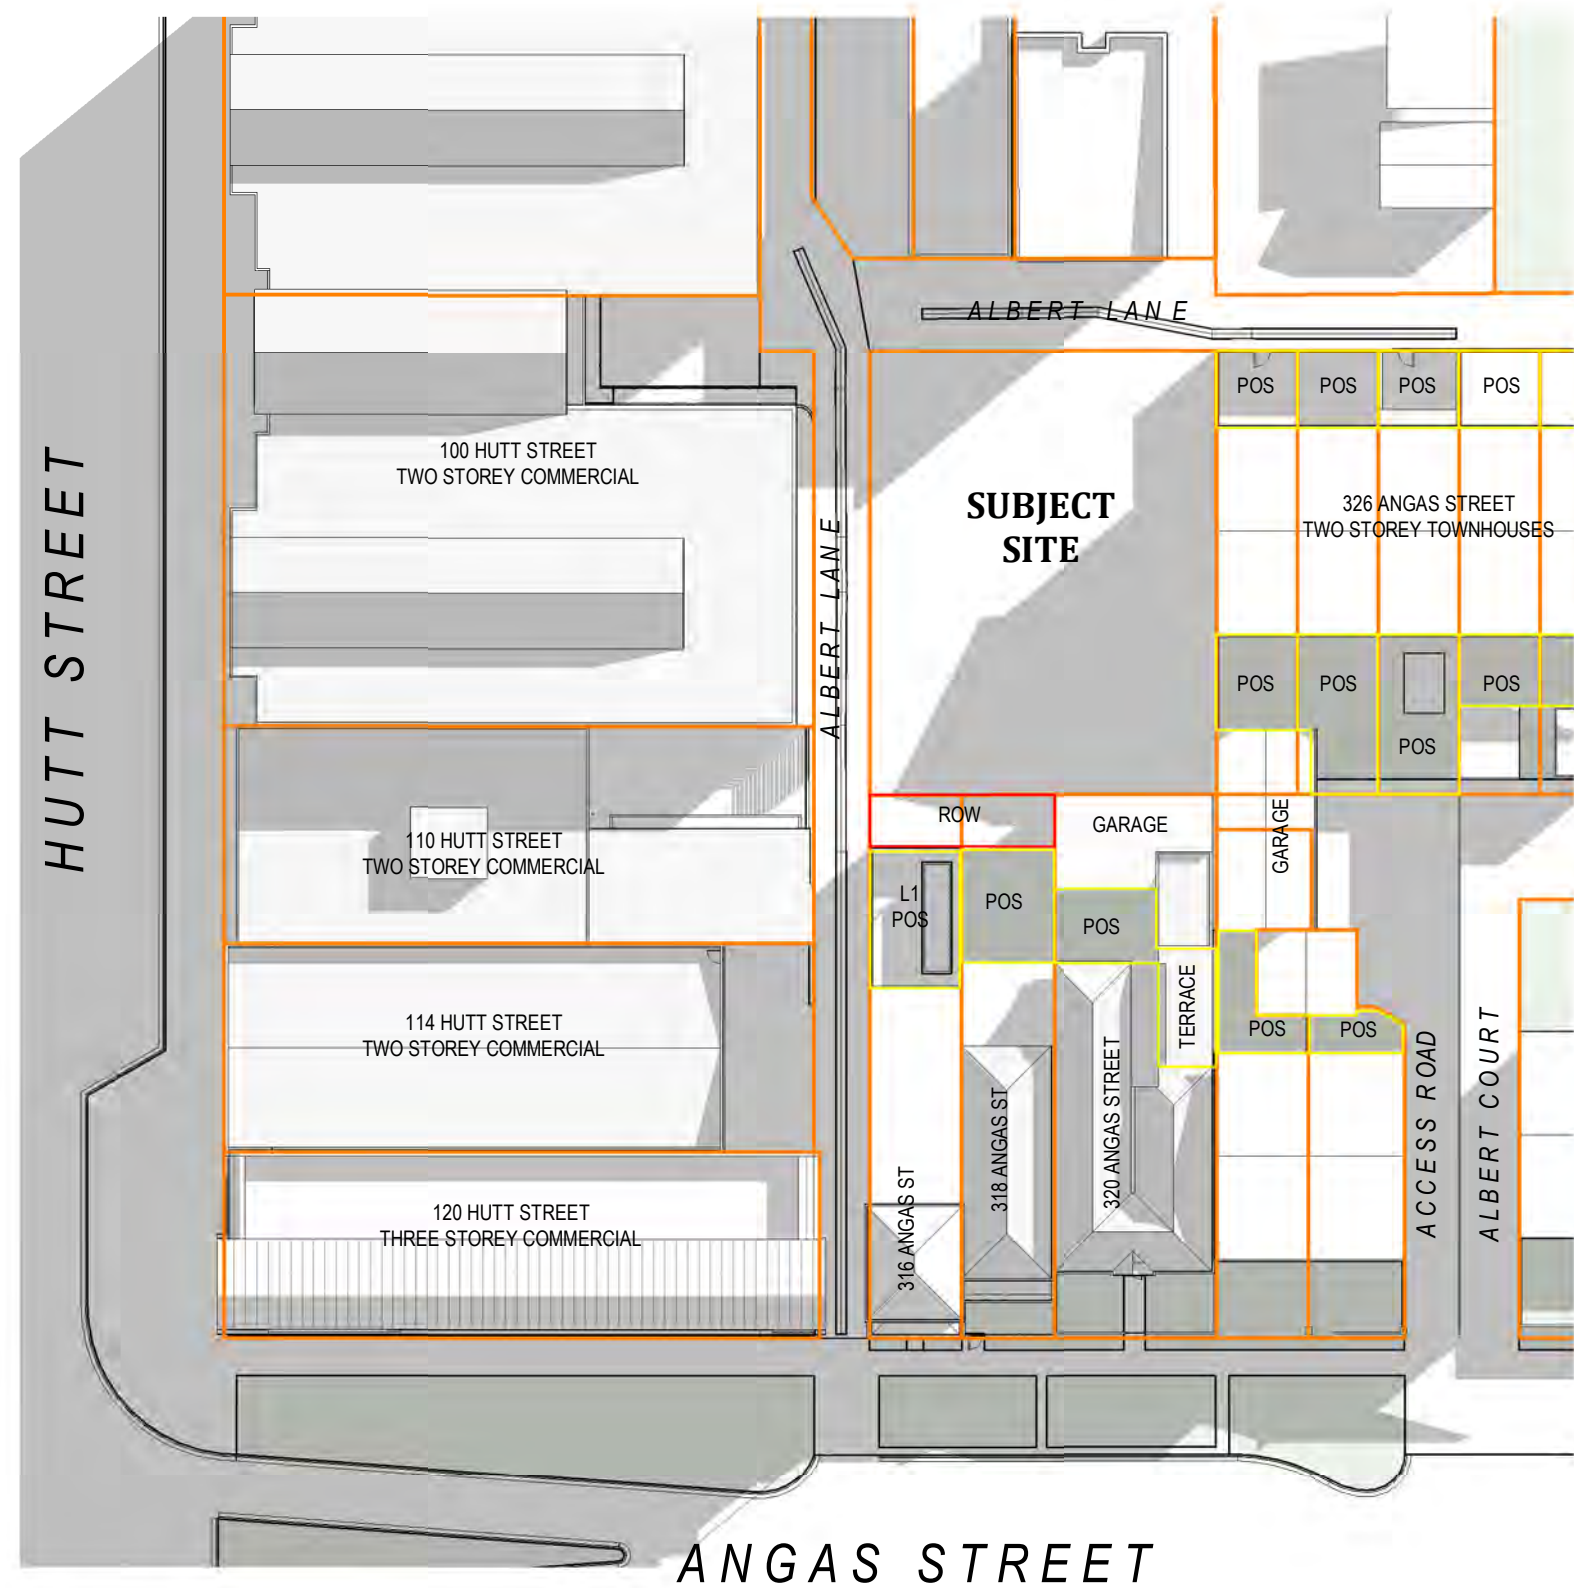 ALBERT LANE
POS
POS
POS
POS
HUTT STREET
100 HUTT STREET
TWO STOREY COMMERCIAL
SUBJECT
SITE
326 ANGAS STREET
TWO STOREY TOWNHOUSES
ALBERT LANE
POS
POS
POS
POS
ROW
GARAGE
GARAGE
110 HUTT STREET
TWO STOREY COMMERCIAL
L1
POS
POS
POS
114 HUTT STREET
TWO STOREY COMMERCIAL
TERRACE
POS
POS
ACCESS ROAD
ALBERT COURT
120 HUTT STREET
THREE STOREY COMMERCIAL
316 ANGAS ST
318 ANGAS ST
320 ANGAS STREET
ANGAS STREET